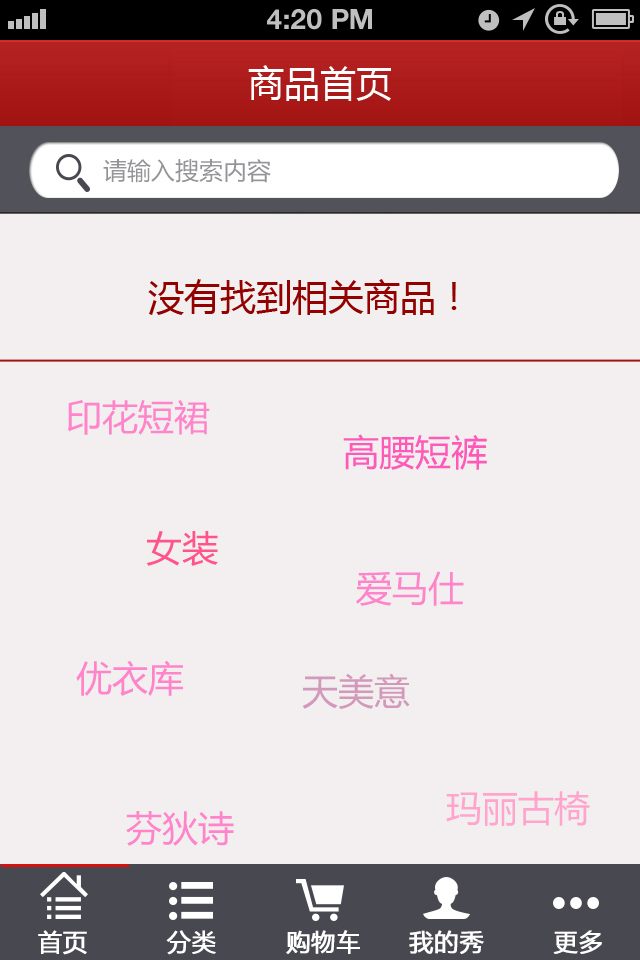 4:20 PM
商品首页
请输入搜索内容
没有找到相关商品！
印花短裙
高腰短裤
女装
爱马仕
优衣库
天美意
玛丽古椅
芬狄诗
首页 分类 购物车 我的秀 更多